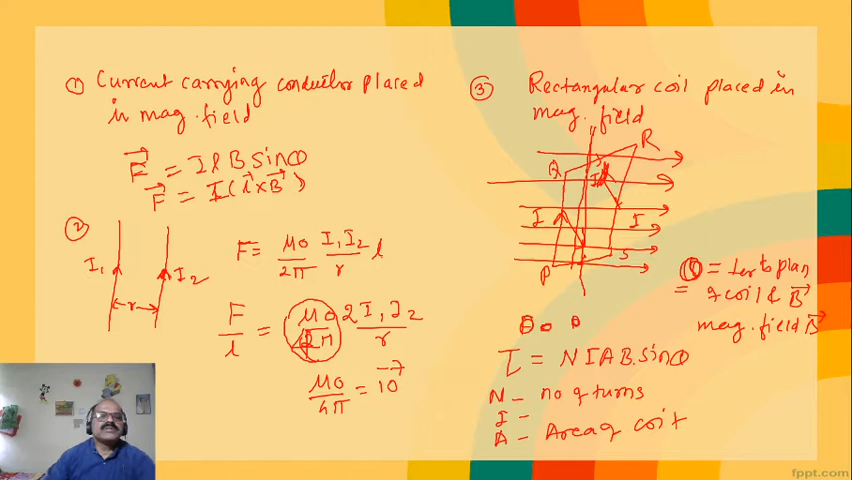 ① Current carrying conductor placed
in mag. field
F⃗ = I l B sinθ
F⃗ = I (l⃗ × B⃗)
②
I₁ I₂
r
F = μ₀/2π I₁I₂/r l
F/l = μ₀/4π 2I₁I₂/r
μ₀/4π = 10⁻⁷
③ Rectangular coil placed in
mag. field
R
Q
I
I I
S
P
= ter to plan
= of coil & B⃗
mag. field B⃗
τ = N I A B. sinθ
N – no of turns
I –
A – Area of coil
fppt.com